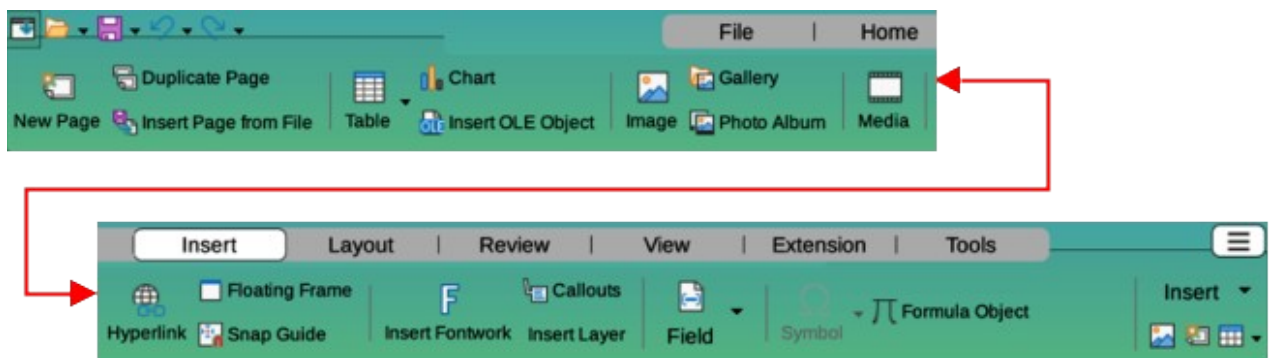 File | Home
Duplicate Page Chart Gallery
New Page Insert Page from File Table OLE Insert OLE Object Image Photo Album Media
Insert Layout | Review | View | Extension | Tools
Floating Frame Callouts Insert
Hyperlink Snap Guide F Insert Fontwork Insert Layer Field Ω Symbol π Formula Object